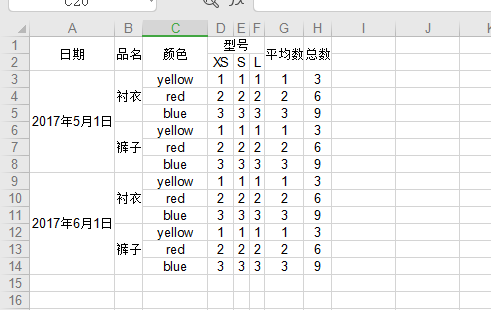 A B C D E F G H I J
1 日期 品名 颜色 型号 平均数 总数
2 XS S L
3 2017年5月1日 衬衣 yellow 1 1 1 1 3
4 red 2 2 2 2 6
5 blue 3 3 3 3 9
6 裤子 yellow 1 1 1 1 3
7 red 2 2 2 2 6
8 blue 3 3 3 3 9
9 2017年6月1日 衬衣 yellow 1 1 1 1 3
10 red 2 2 2 2 6
11 blue 3 3 3 3 9
12 裤子 yellow 1 1 1 1 3
13 red 2 2 2 2 6
14 blue 3 3 3 3 9
15
16